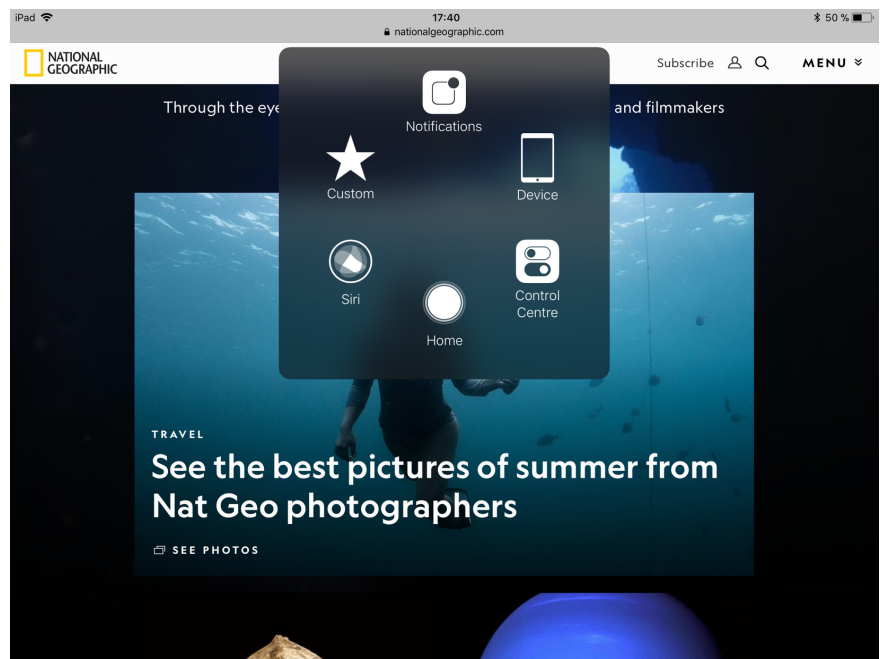 iPad 17:40 50 %
nationalgeographic.com
NATIONAL
GEOGRAPHIC
Subscribe MENU
Through the eye
and filmmakers
Notifications
Custom
Device
Siri
Control
Centre
Home
TRAVEL
See the best pictures of summer from
Nat Geo photographers
SEE PHOTOS